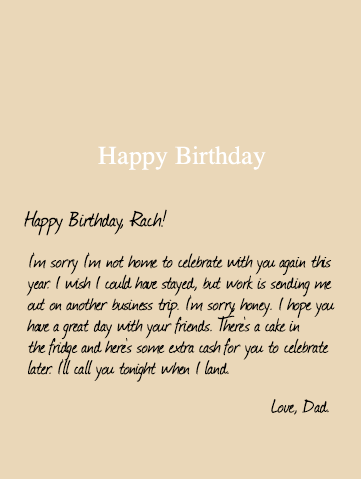 Happy Birthday
Happy Birthday, Rach!
I'm sorry I'm not home to celebrate with you again this
year. I wish I could have stayed, but work is sending me
out on another business trip. I'm sorry, honey. I hope you
have a great day with your friends. There's a cake in
the fridge and here's some extra cash for you to celebrate
later. I'll call you tonight when I land.
Love, Dad.